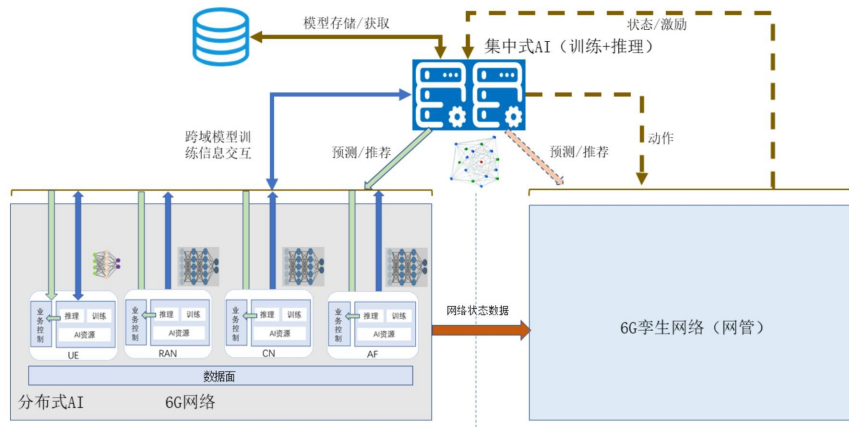 模型存储/获取
状态/激励
集中式AI（训练+推理）
跨域模型训
练信息交互
预测/推荐
预测/推荐
动作
业务控制
推理
训练
AI资源
UE
业务控制
推理
训练
AI资源
RAN
业务控制
推理
训练
AI资源
CN
业务控制
推理
训练
AI资源
AF
数据面
分布式AI
6G网络
网络状态数据
6G孪生网络（网管）